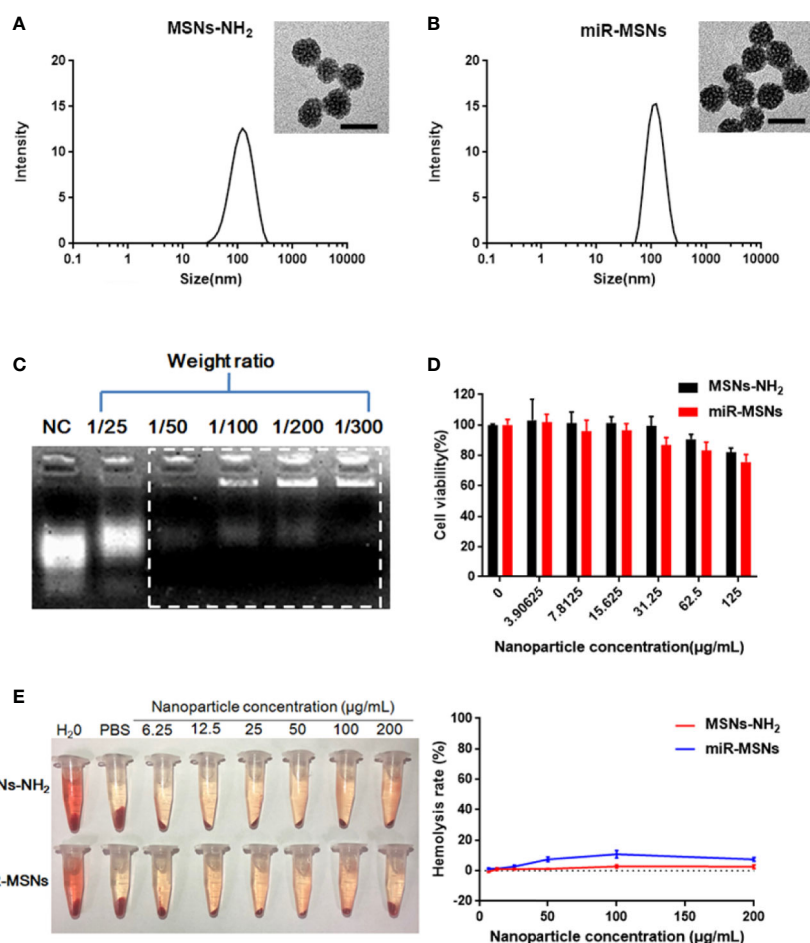 A
MSNs-NH2
20
15
10
5
0
Intensity
0.1 1 10 100 1000 10000
Size(nm)
B
miR-MSNs
20
15
10
5
0
Intensity
0.1 1 10 100 1000 10000
Size(nm)
C
Weight ratio
NC 1/25 1/50 1/100 1/200 1/300
D
MSNs-NH2
miR-MSNs
120
100
80
60
40
20
0
Cell viability(%)
0 3.90625 7.8125 15.625 31.25 62.5 125
Nanoparticle concentration(µg/mL)
E
Nanoparticle concentration (µg/mL)
H20 PBS 6.25 12.5 25 50 100 200
Ns-NH2
R-MSNs
MSNs-NH2
miR-MSNs
100
80
60
40
20
0
-20
Hemolysis rate (%)
50 100 150 200
Nanoparticle concentration (µg/mL)